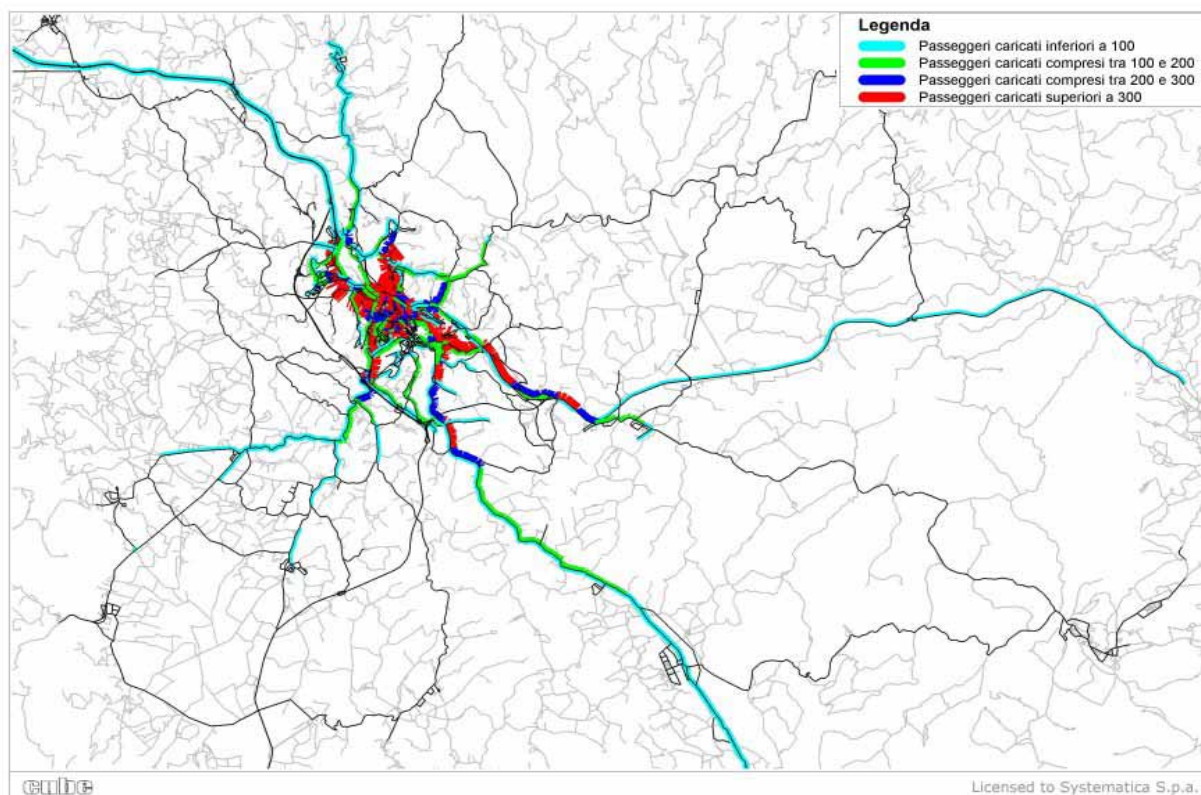 Legenda
Passeggeri caricati inferiori a 100
Passeggeri caricati compresi tra 100 e 200
Passeggeri caricati compresi tra 200 e 300
Passeggeri caricati superiori a 300
cube
Licensed to Systematica S.p.a.